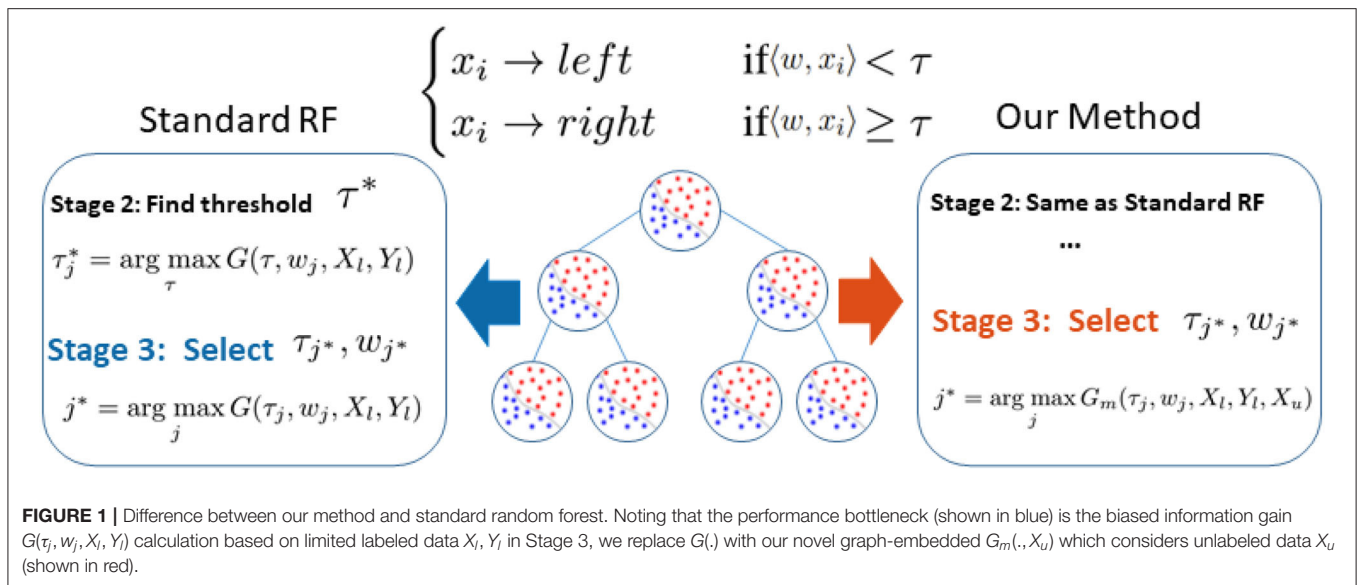 x_i → left if⟨w, x_i⟩ < τ
x_i → right if⟨w, x_i⟩ ≥ τ
Standard RF
Stage 2: Find threshold τ*
τ_j* = arg max_τ G(τ, w_j, X_l, Y_l)
Stage 3: Select τ_{j*}, w_{j*}
j* = arg max_j G(τ_j, w_j, X_l, Y_l)
Our Method
Stage 2: Same as Standard RF
...
Stage 3: Select τ_{j*}, w_{j*}
j* = arg max_j G_m(τ_j, w_j, X_l, Y_l, X_u)
FIGURE 1 | Difference between our method and standard random forest. Noting that the performance bottleneck (shown in blue) is the biased information gain
G(τ_j, w_j, X_l, Y_l) calculation based on limited labeled data X_l, Y_l in Stage 3, we replace G(.) with our novel graph-embedded G_m(., X_u) which considers unlabeled data X_u
(shown in red).